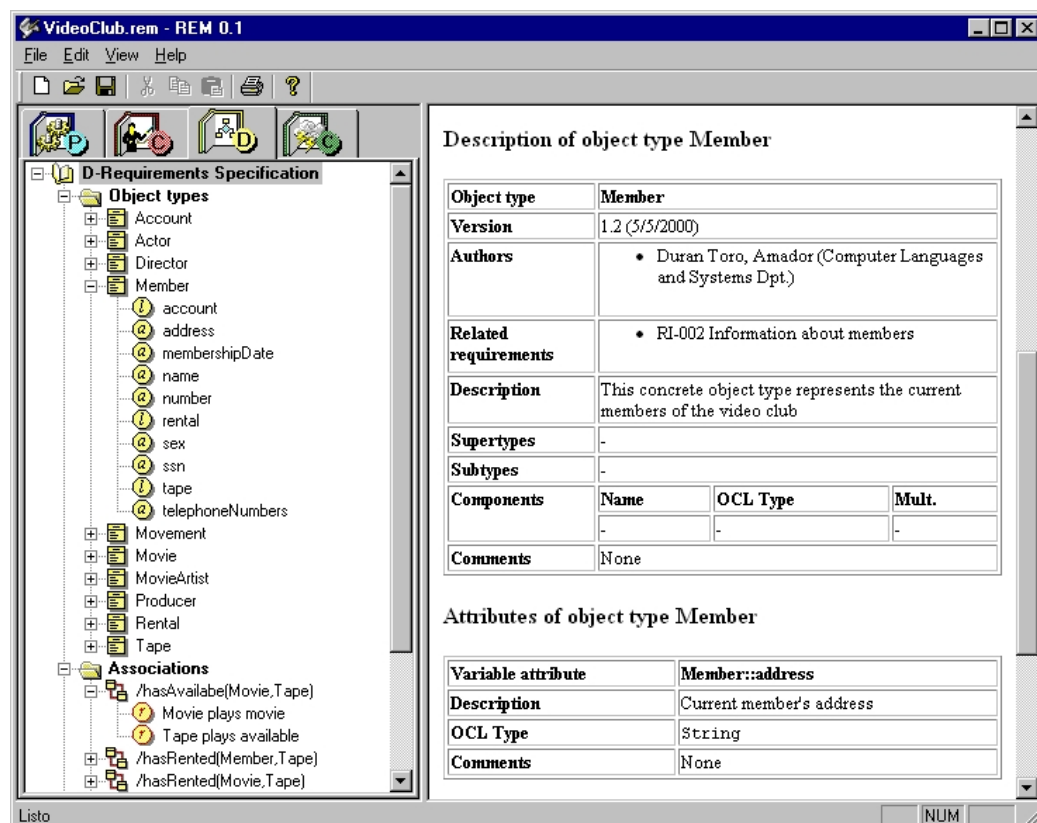 VideoClub.rem - REM 0.1
File Edit View Help
P C D C
D-Requirements Specification
Object types
Account
Actor
Director
Member
l account
a address
a membershipDate
a name
a number
l rental
a sex
a ssn
l tape
a telephoneNumbers
Movement
Movie
MovieArtist
Producer
Rental
Tape
Associations
/hasAvailabe(Movie,Tape)
r Movie plays movie
r Tape plays available
/hasRented(Member,Tape)
/hasRented(Movie,Tape)
Description of object type Member
Object type Member
Version 1.2 (5/5/2000)
Authors • Duran Toro, Amador (Computer Languages
and Systems Dpt.)
Related • RI-002 Information about members
requirements
Description This concrete object type represents the current
members of the video club
Supertypes -
Subtypes -
Components Name OCL Type Mult.
- - -
Comments None
Attributes of object type Member
Variable attribute Member::address
Description Current member's address
OCL Type String
Comments None
Listo NUM